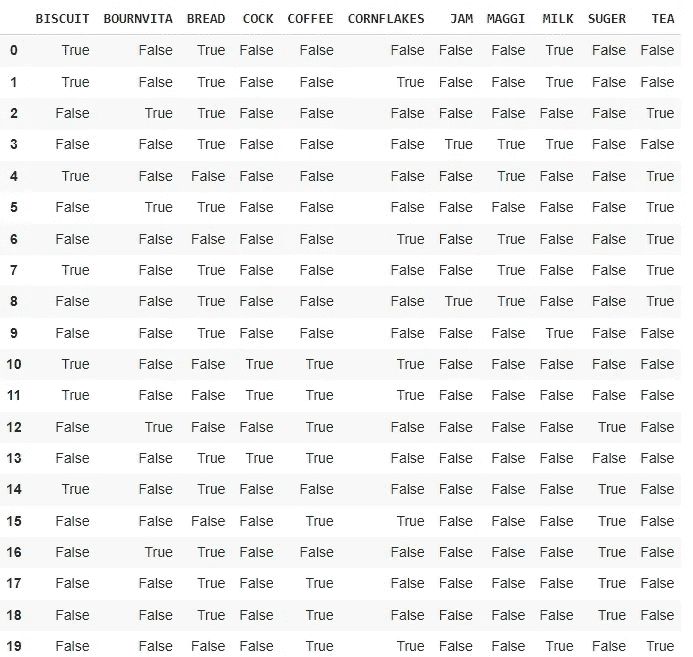 BISCUIT BOURNVITA BREAD COCK COFFEE CORNFLAKES JAM MAGGI MILK SUGER TEA
0 True False True False False False False False True False False
1 True False True False False True False False True False False
2 False True True False False False False False False False True
3 False False True False False False True True True False False
4 True False False False False False False True False False True
5 False True True False False False False False False False True
6 False False False False False True False True False False True
7 True False True False False False False True False False True
8 False False True False False False True True False False True
9 False False True False False False False False True False False
10 True False False True True True False False False False False
11 True False False True True True False False False False False
12 False True False False True False False False False True False
13 False False True True True False False False False False False
14 True False True False False False False False False True False
15 False False False False True True False False False True False
16 False True True False False False False False False True False
17 False False True False True False False False False True False
18 False False True False True False False False False True False
19 False False False False True True False False True False True